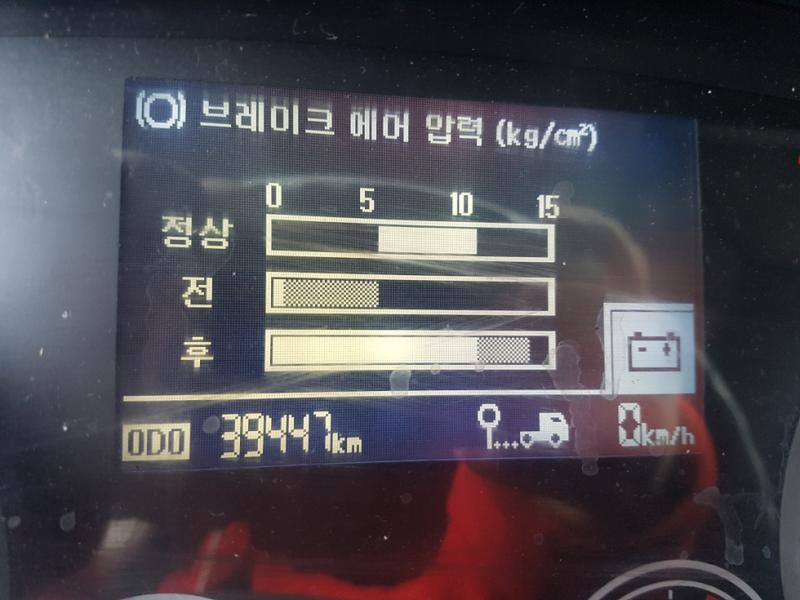 브레이크 에어 압력 (kg/cm²)
0 5 10 15
정상
전
후
ODO 39447km 0km/h